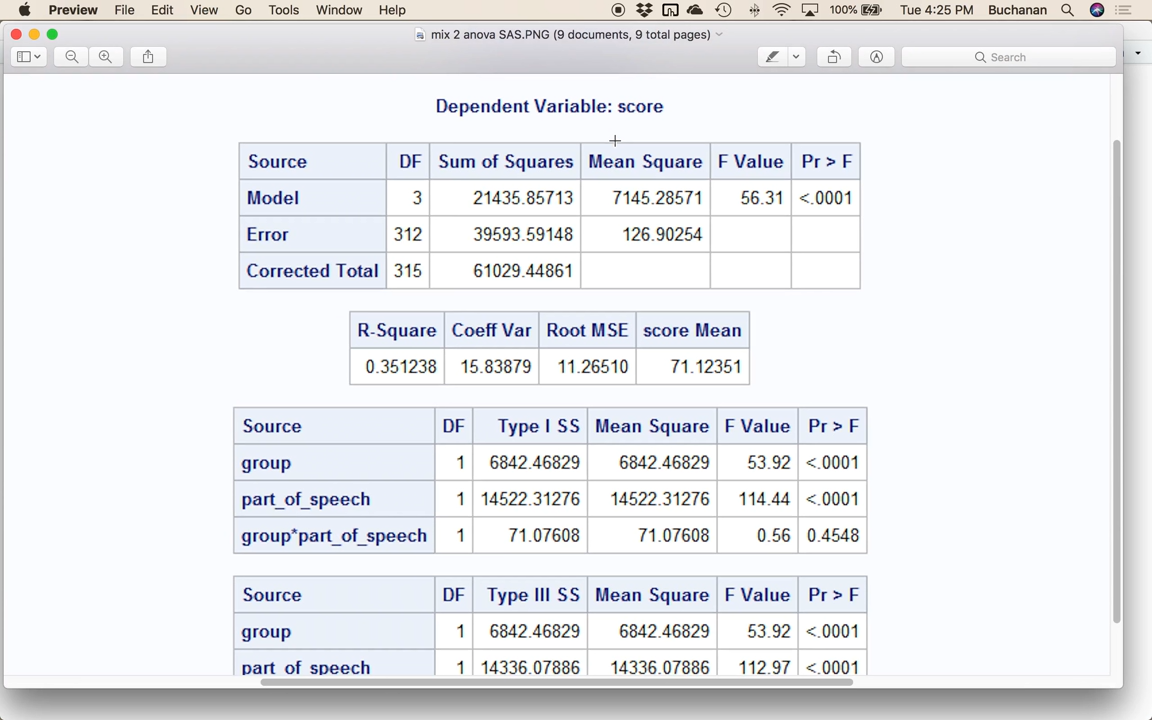 Preview File Edit View Go Tools Window Help 100% Tue 4:25 PM Buchanan
mix 2 anova SAS.PNG (9 documents, 9 total pages)
Search
Dependent Variable: score
Source DF Sum of Squares Mean Square F Value Pr > F
Model 3 21435.85713 7145.28571 56.31 <.0001
Error 312 39593.59148 126.90254
Corrected Total 315 61029.44861
R-Square Coeff Var Root MSE score Mean
0.351238 15.83879 11.26510 71.12351
Source DF Type I SS Mean Square F Value Pr > F
group 1 6842.46829 6842.46829 53.92 <.0001
part_of_speech 1 14522.31276 14522.31276 114.44 <.0001
group*part_of_speech 1 71.07608 71.07608 0.56 0.4548
Source DF Type III SS Mean Square F Value Pr > F
group 1 6842.46829 6842.46829 53.92 <.0001
part_of_speech 1 14336.07886 14336.07886 112.97 <.0001